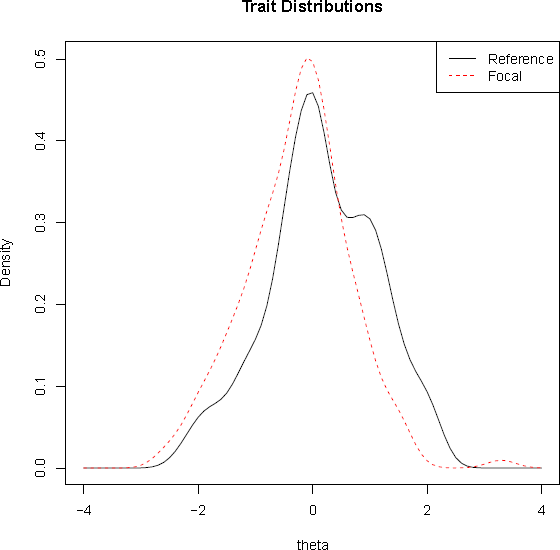 Trait Distributions
Reference
Focal
Density
0.5
0.4
0.3
0.2
0.1
0.0
−4
−2
0
2
4
theta